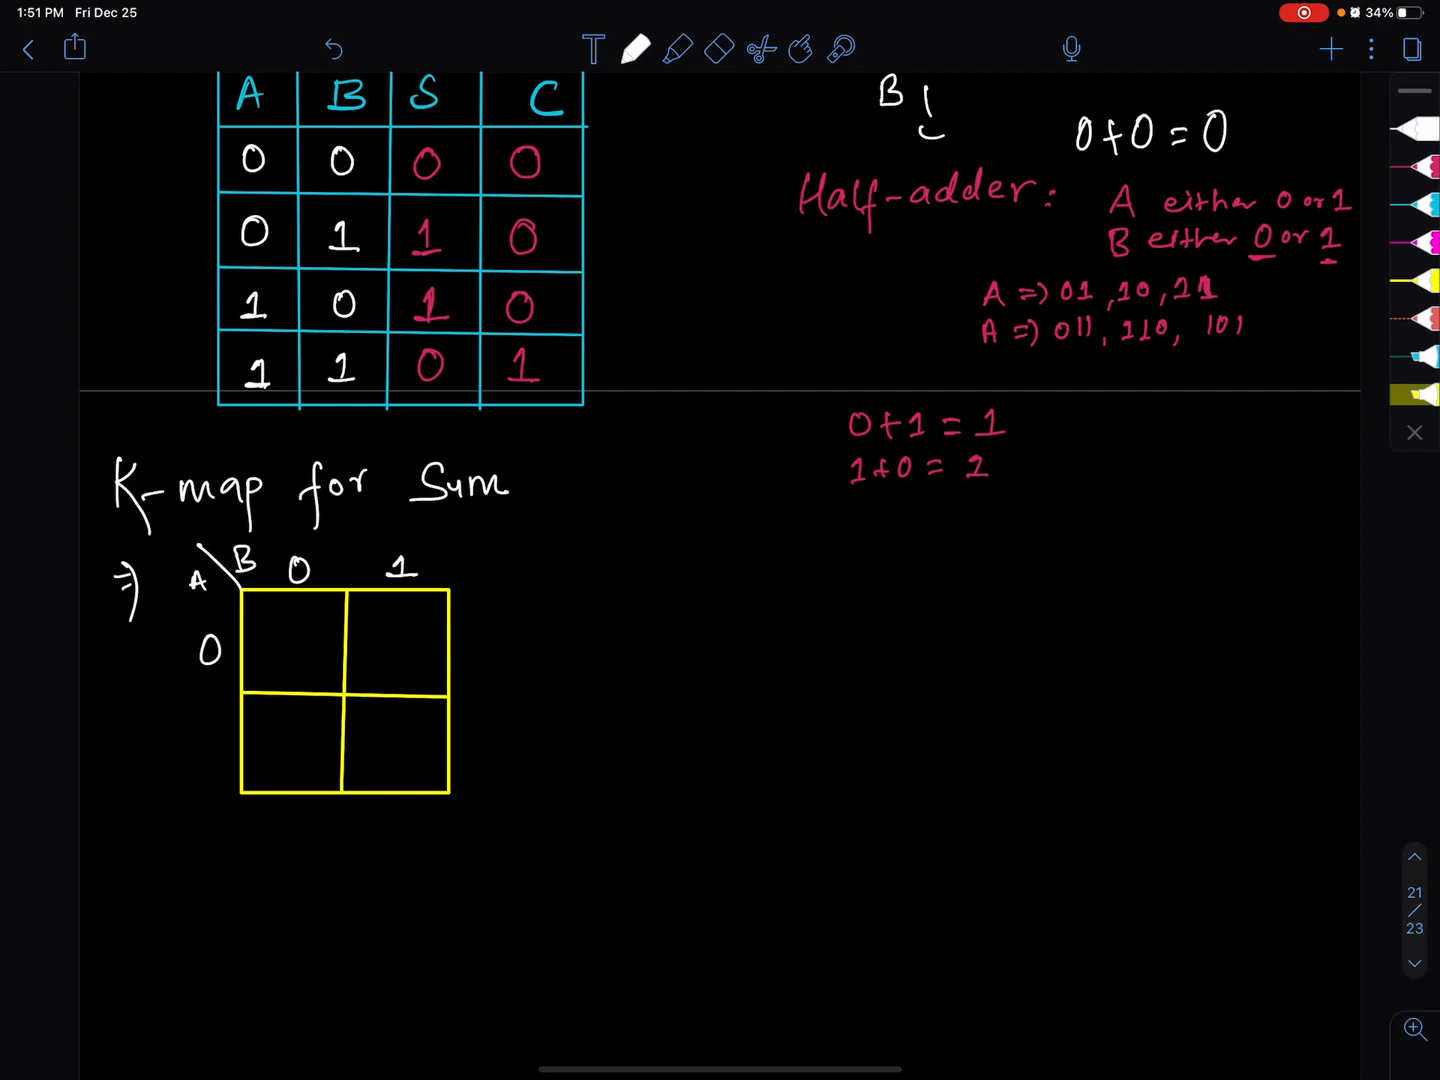 1:51 PM Fri Dec 25
34%
A B S C
0 0 0 0
0 1 1 0
1 0 1 0
1 1 0 1
B 1
0+0=0
Half-adder:
A either 0 or 1
B either 0 or 1
A => 01, 10, 11
A => 011, 110, 101
0+1=1
1+0=1
K-map for Sum
=>
A B 0 1
0
21
/
23